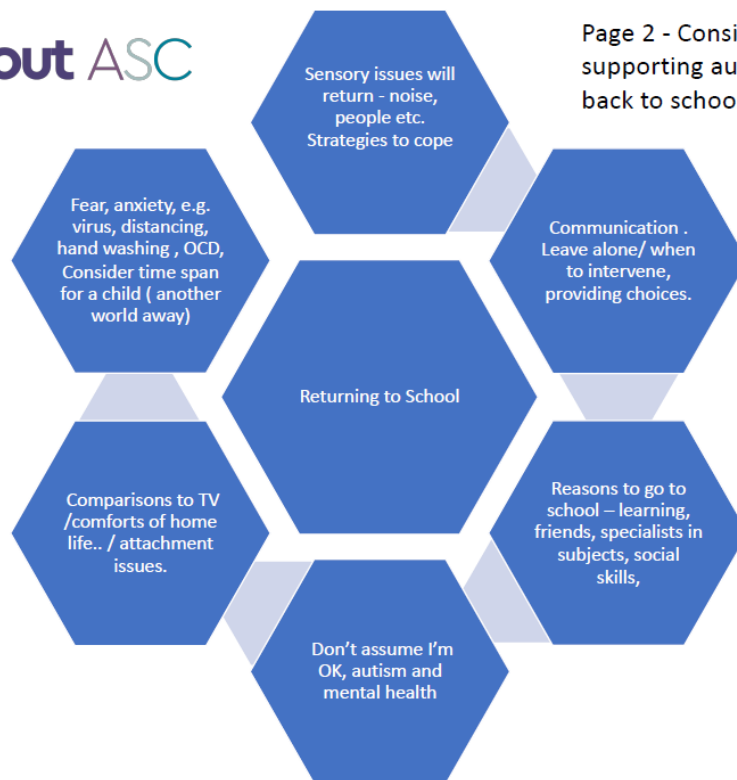 out ASC
Page 2 - Consi
supporting au
back to schoo
Sensory issues will
return - noise,
people etc.
Strategies to cope
Communication .
Leave alone/ when
to intervene,
providing choices.
Reasons to go to
school – learning,
friends, specialists in
subjects, social
skills,
Don’t assume I’m
OK, autism and
mental health
Comparisons to TV
/comforts of home
life.. / attachment
issues.
Fear, anxiety, e.g.
virus, distancing,
hand washing , OCD,
Consider time span
for a child ( another
world away)
Returning to School